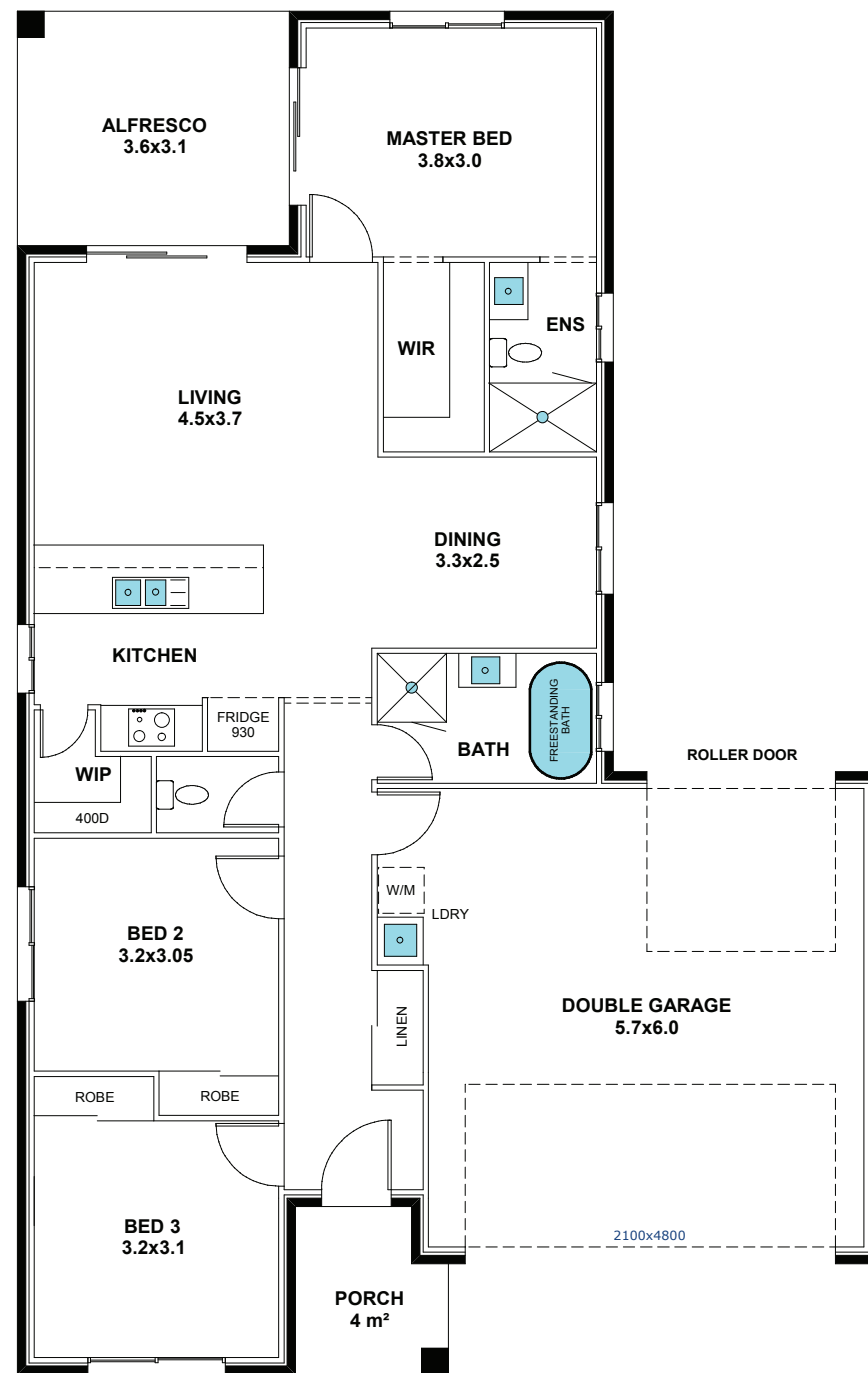 ALFRESCO
3.6x3.1
MASTER BED
3.8x3.0
WIR
ENS
LIVING
4.5x3.7
DINING
3.3x2.5
KITCHEN
FRIDGE
930
BATH
FREESTANDING
BATH
ROLLER DOOR
WIP
400D
W/M
LDRY
BED 2
3.2x3.05
LINEN
DOUBLE GARAGE
5.7x6.0
ROBE
ROBE
BED 3
3.2x3.1
2100x4800
PORCH
4 m²